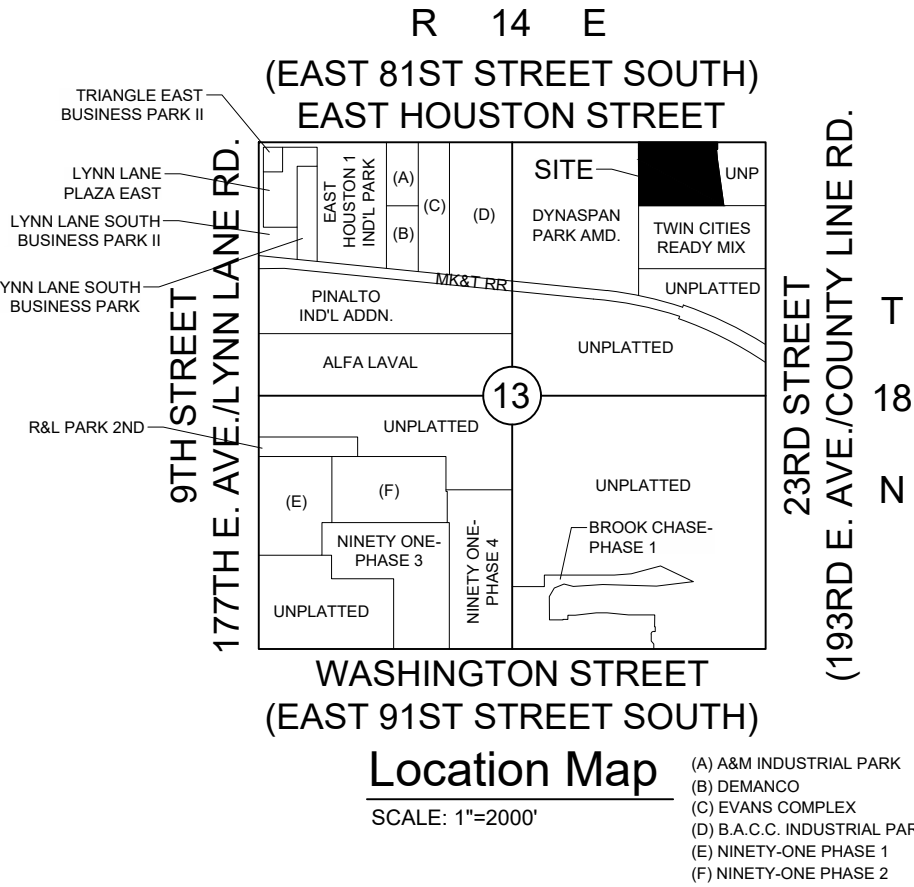 R 14 E
(EAST 81ST STREET SOUTH)
EAST HOUSTON STREET
TRIANGLE EAST
BUSINESS PARK II
LYNN LANE
PLAZA EAST
LYNN LANE SOUTH
BUSINESS PARK II
YNN LANE SOUTH
BUSINESS PARK
9TH STREET
177TH E. AVE./LYNN LANE RD.
EAST
HOUSTON 1
IND'L PARK
(A)
(B)
(C)
(D)
SITE
UNP
DYNASPAN
PARK AMD.
TWIN CITIES
READY MIX
MK&T RR
UNPLATTED
PINALTO
IND'L ADDN.
UNPLATTED
ALFA LAVAL
13
23RD STREET
(193RD E. AVE./COUNTY LINE RD.
T
18
N
R&L PARK 2ND
UNPLATTED
(E)
(F)
UNPLATTED
NINETY ONE-
PHASE 3
NINETY ONE-
PHASE 4
BROOK CHASE-
PHASE 1
UNPLATTED
WASHINGTON STREET
(EAST 91ST STREET SOUTH)
Location Map
SCALE: 1"=2000'
(A) A&M INDUSTRIAL PARK
(B) DEMANCO
(C) EVANS COMPLEX
(D) B.A.C.C. INDUSTRIAL PAR
(E) NINETY-ONE PHASE 1
(F) NINETY-ONE PHASE 2